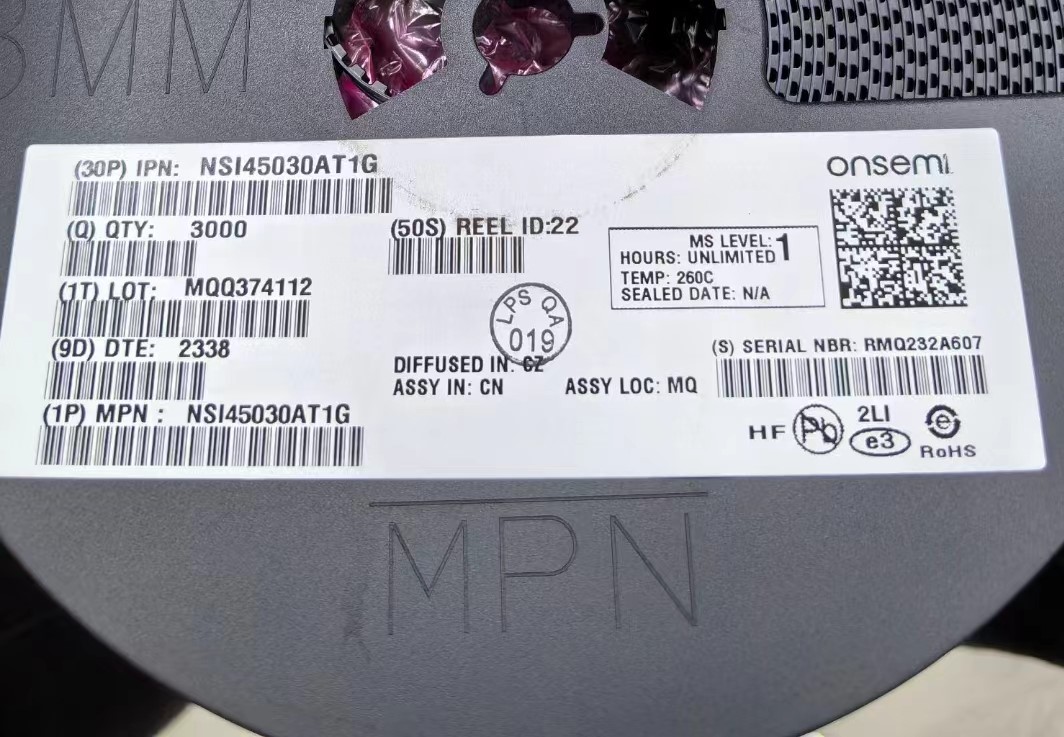 8MM
(30P) IPN: NSI45030AT1G
onsemi
(Q) QTY: 3000
(50S) REEL ID:22
MS LEVEL: 1
HOURS: UNLIMITED
TEMP: 260C
SEALED DATE: N/A
(1T) LOT: MQQ374112
LPS QA
019
(9D) DTE: 2338
DIFFUSED IN: CZ
ASSY IN: CN
ASSY LOC: MQ
(S) SERIAL NBR: RMQ232A607
(1P) MPN : NSI45030AT1G
HF
Pb
2LI
e3
e
RoHS
MPN